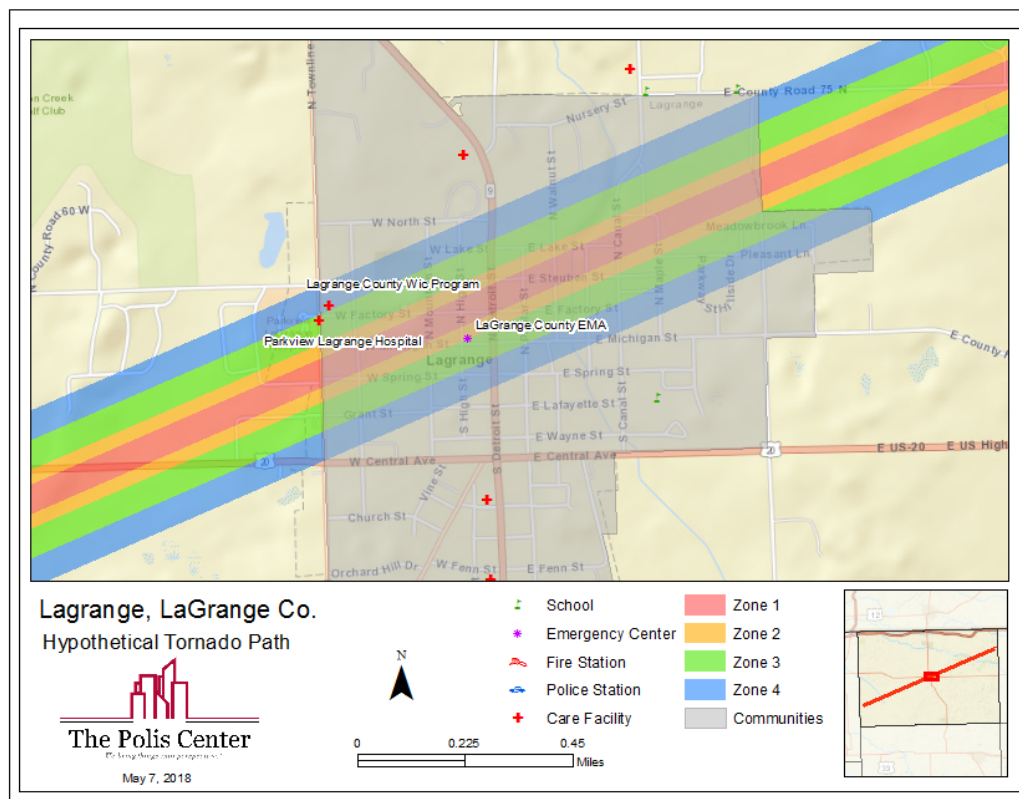 on Creek
olf Club
N Townline
Nursery St
Lagrange
E County Road 75 N
9
N County Road 60 W
W North St
N Walnut St
N Canal St
W Lake St
E Lake St
Meadowbrook Ln
Pleasant Ln
E Steuben St
N Maple St
Parkway
Lagrange County Wic Program
W Factory St
E Factory St
LaGrange County EMA
Parkview Lagrange Hospital
E Michigan St
Lagrange
W Spring St
E Spring St
Grant St
S High St
E Lafayette St
S Canal St
E Wayne St
S Detroit St
20
W Central Ave
E Central Ave
20
E US-20
E US High
Vine St
Church St
Orchard Hill Dr
W Fenn St
E Fenn St
Lagrange, LaGrange Co.
Hypothetical Tornado Path
The Polis Center
May 7, 2018
N
0
0.225
0.45
Miles
School
Emergency Center
Fire Station
Police Station
Care Facility
Zone 1
Zone 2
Zone 3
Zone 4
Communities
12